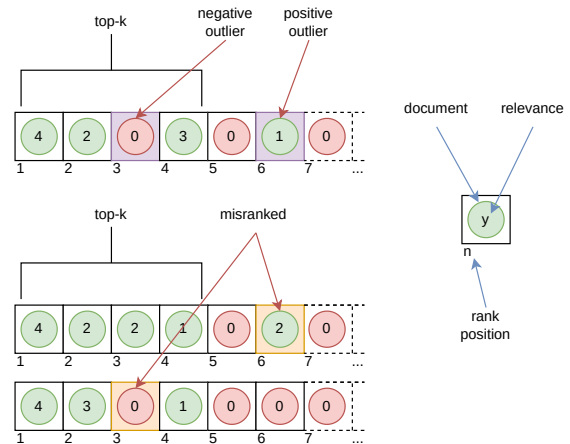 negative
outlier
positive
outlier
top-k
4 2 0 3 0 1 0
1 2 3 4 5 6 7 ...
document
relevance
y
n
rank
position
top-k
misranked
4 2 2 1 0 2 0
1 2 3 4 5 6 7 ...
4 3 0 1 0 0 0
1 2 3 4 5 6 7 ...